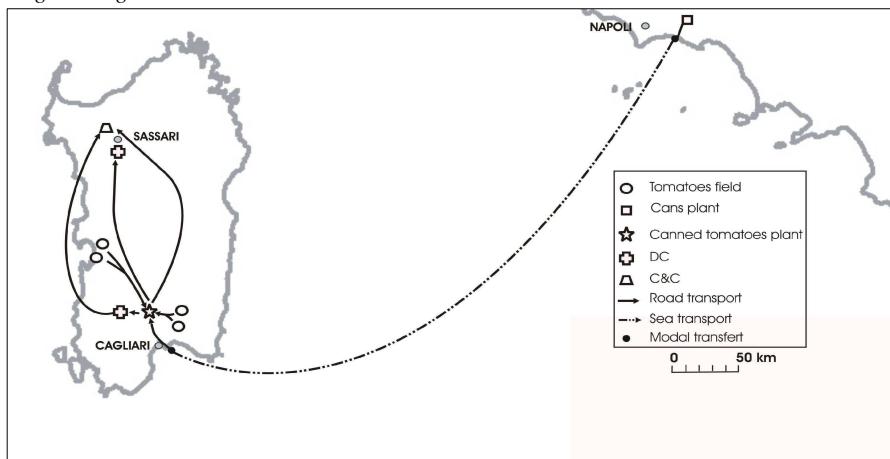 NAPOLI
SASSARI
CAGLIARI
Tomatoes field
Cans plant
Canned tomatoes plant
DC
C&C
Road transport
Sea transport
Modal transfert
0 50 km